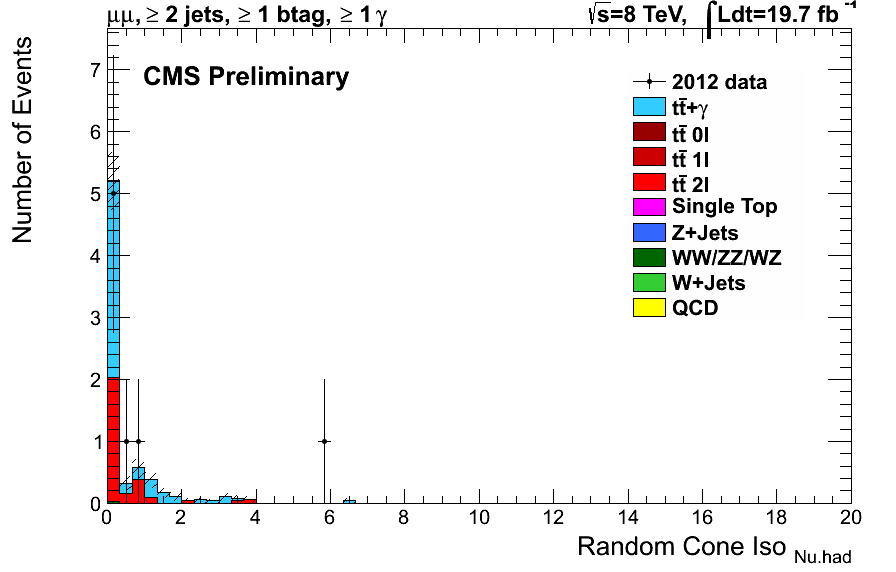 μμ, ≥ 2 jets, ≥ 1 btag, ≥ 1 γ
√s=8 TeV, ∫Ldt=19.7 fb⁻¹
CMS Preliminary
2012 data
tt̄+γ
tt̄ 0l
tt̄ 1l
tt̄ 2l
Single Top
Z+Jets
WW/ZZ/WZ
W+Jets
QCD
Number of Events
7
6
5
4
3
2
1
0
0 2 4 6 8 10 12 14 16 18 20
Random Cone Iso Nu.had